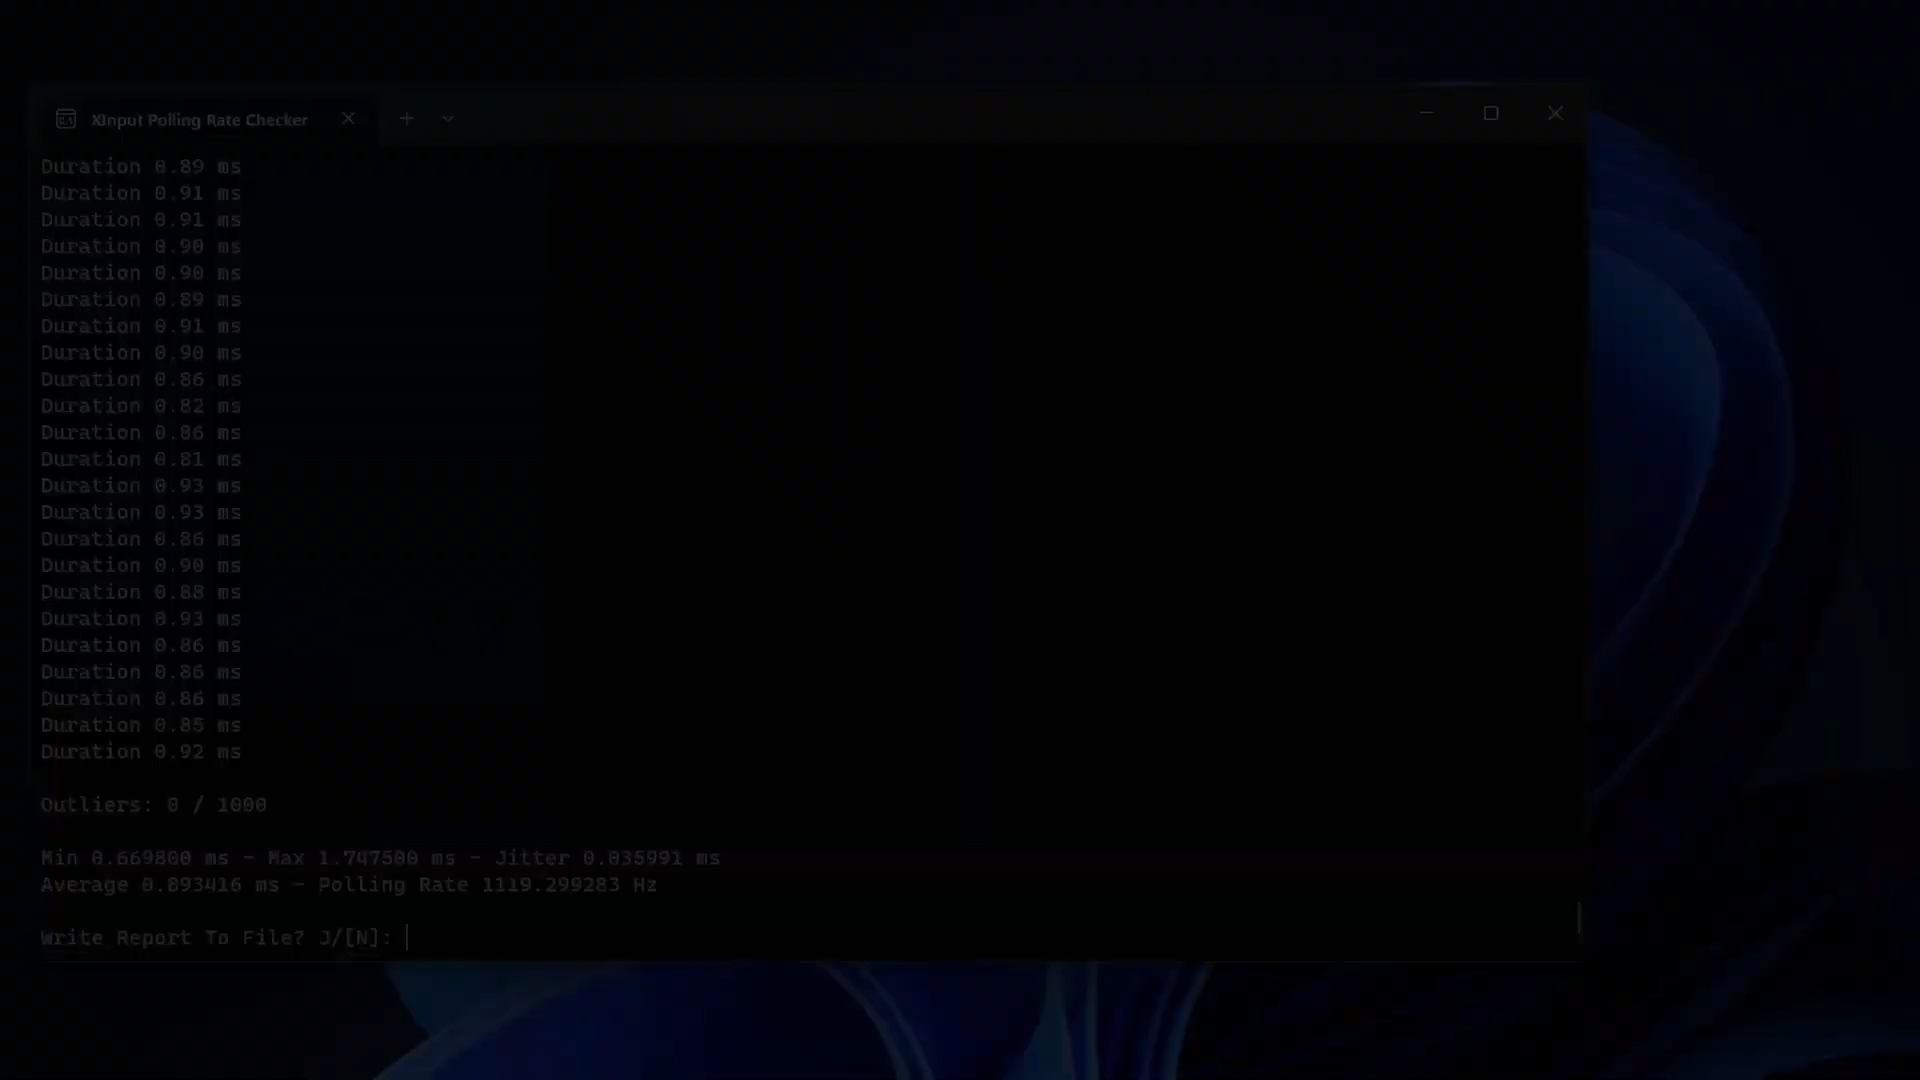 XInput Polling Rate Checker
Duration 0.89 ms
Duration 0.91 ms
Duration 0.91 ms
Duration 0.90 ms
Duration 0.90 ms
Duration 0.89 ms
Duration 0.91 ms
Duration 0.90 ms
Duration 0.86 ms
Duration 0.82 ms
Duration 0.86 ms
Duration 0.81 ms
Duration 0.93 ms
Duration 0.93 ms
Duration 0.86 ms
Duration 0.90 ms
Duration 0.88 ms
Duration 0.93 ms
Duration 0.86 ms
Duration 0.86 ms
Duration 0.86 ms
Duration 0.85 ms
Duration 0.92 ms
Outliers: 0 / 1000
Min 0.669800 ms - Max 1.747500 ms - Jitter 0.035991 ms
Average 0.893416 ms - Polling Rate 1119.299283 Hz
Write Report To File? J/[N]: